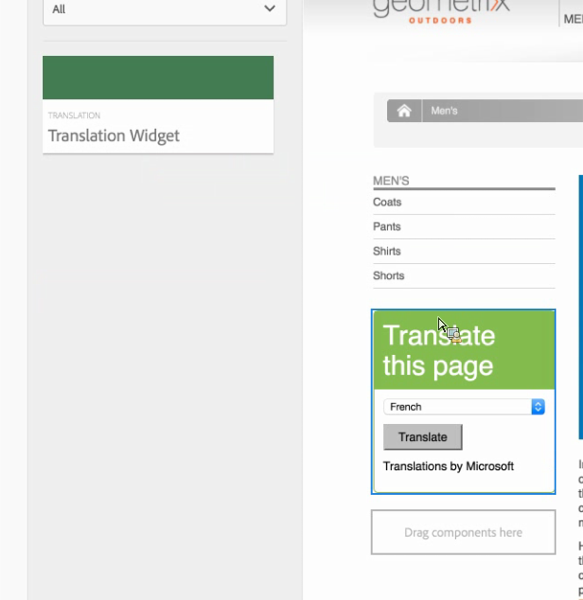 All
TRANSLATION
Translation Widget
geometrixx
OUTDOORS
Men's
MEN'S
Coats
Pants
Shirts
Shorts
Translate
this page
French
Translate
Translations by Microsoft
Drag components here